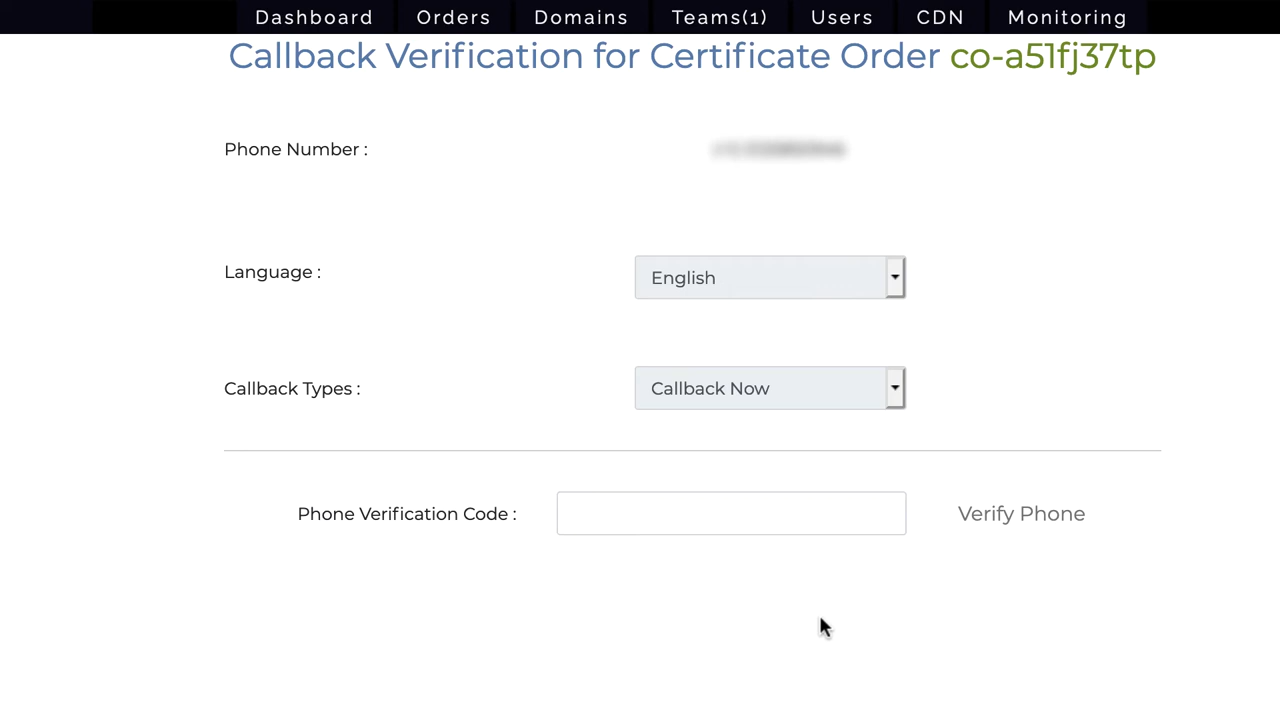 Dashboard Orders Domains Teams(1) Users CDN Monitoring
Callback Verification for Certificate Order co-a51fj37tp
Phone Number :
Language : English
Callback Types : Callback Now
Phone Verification Code : Verify Phone